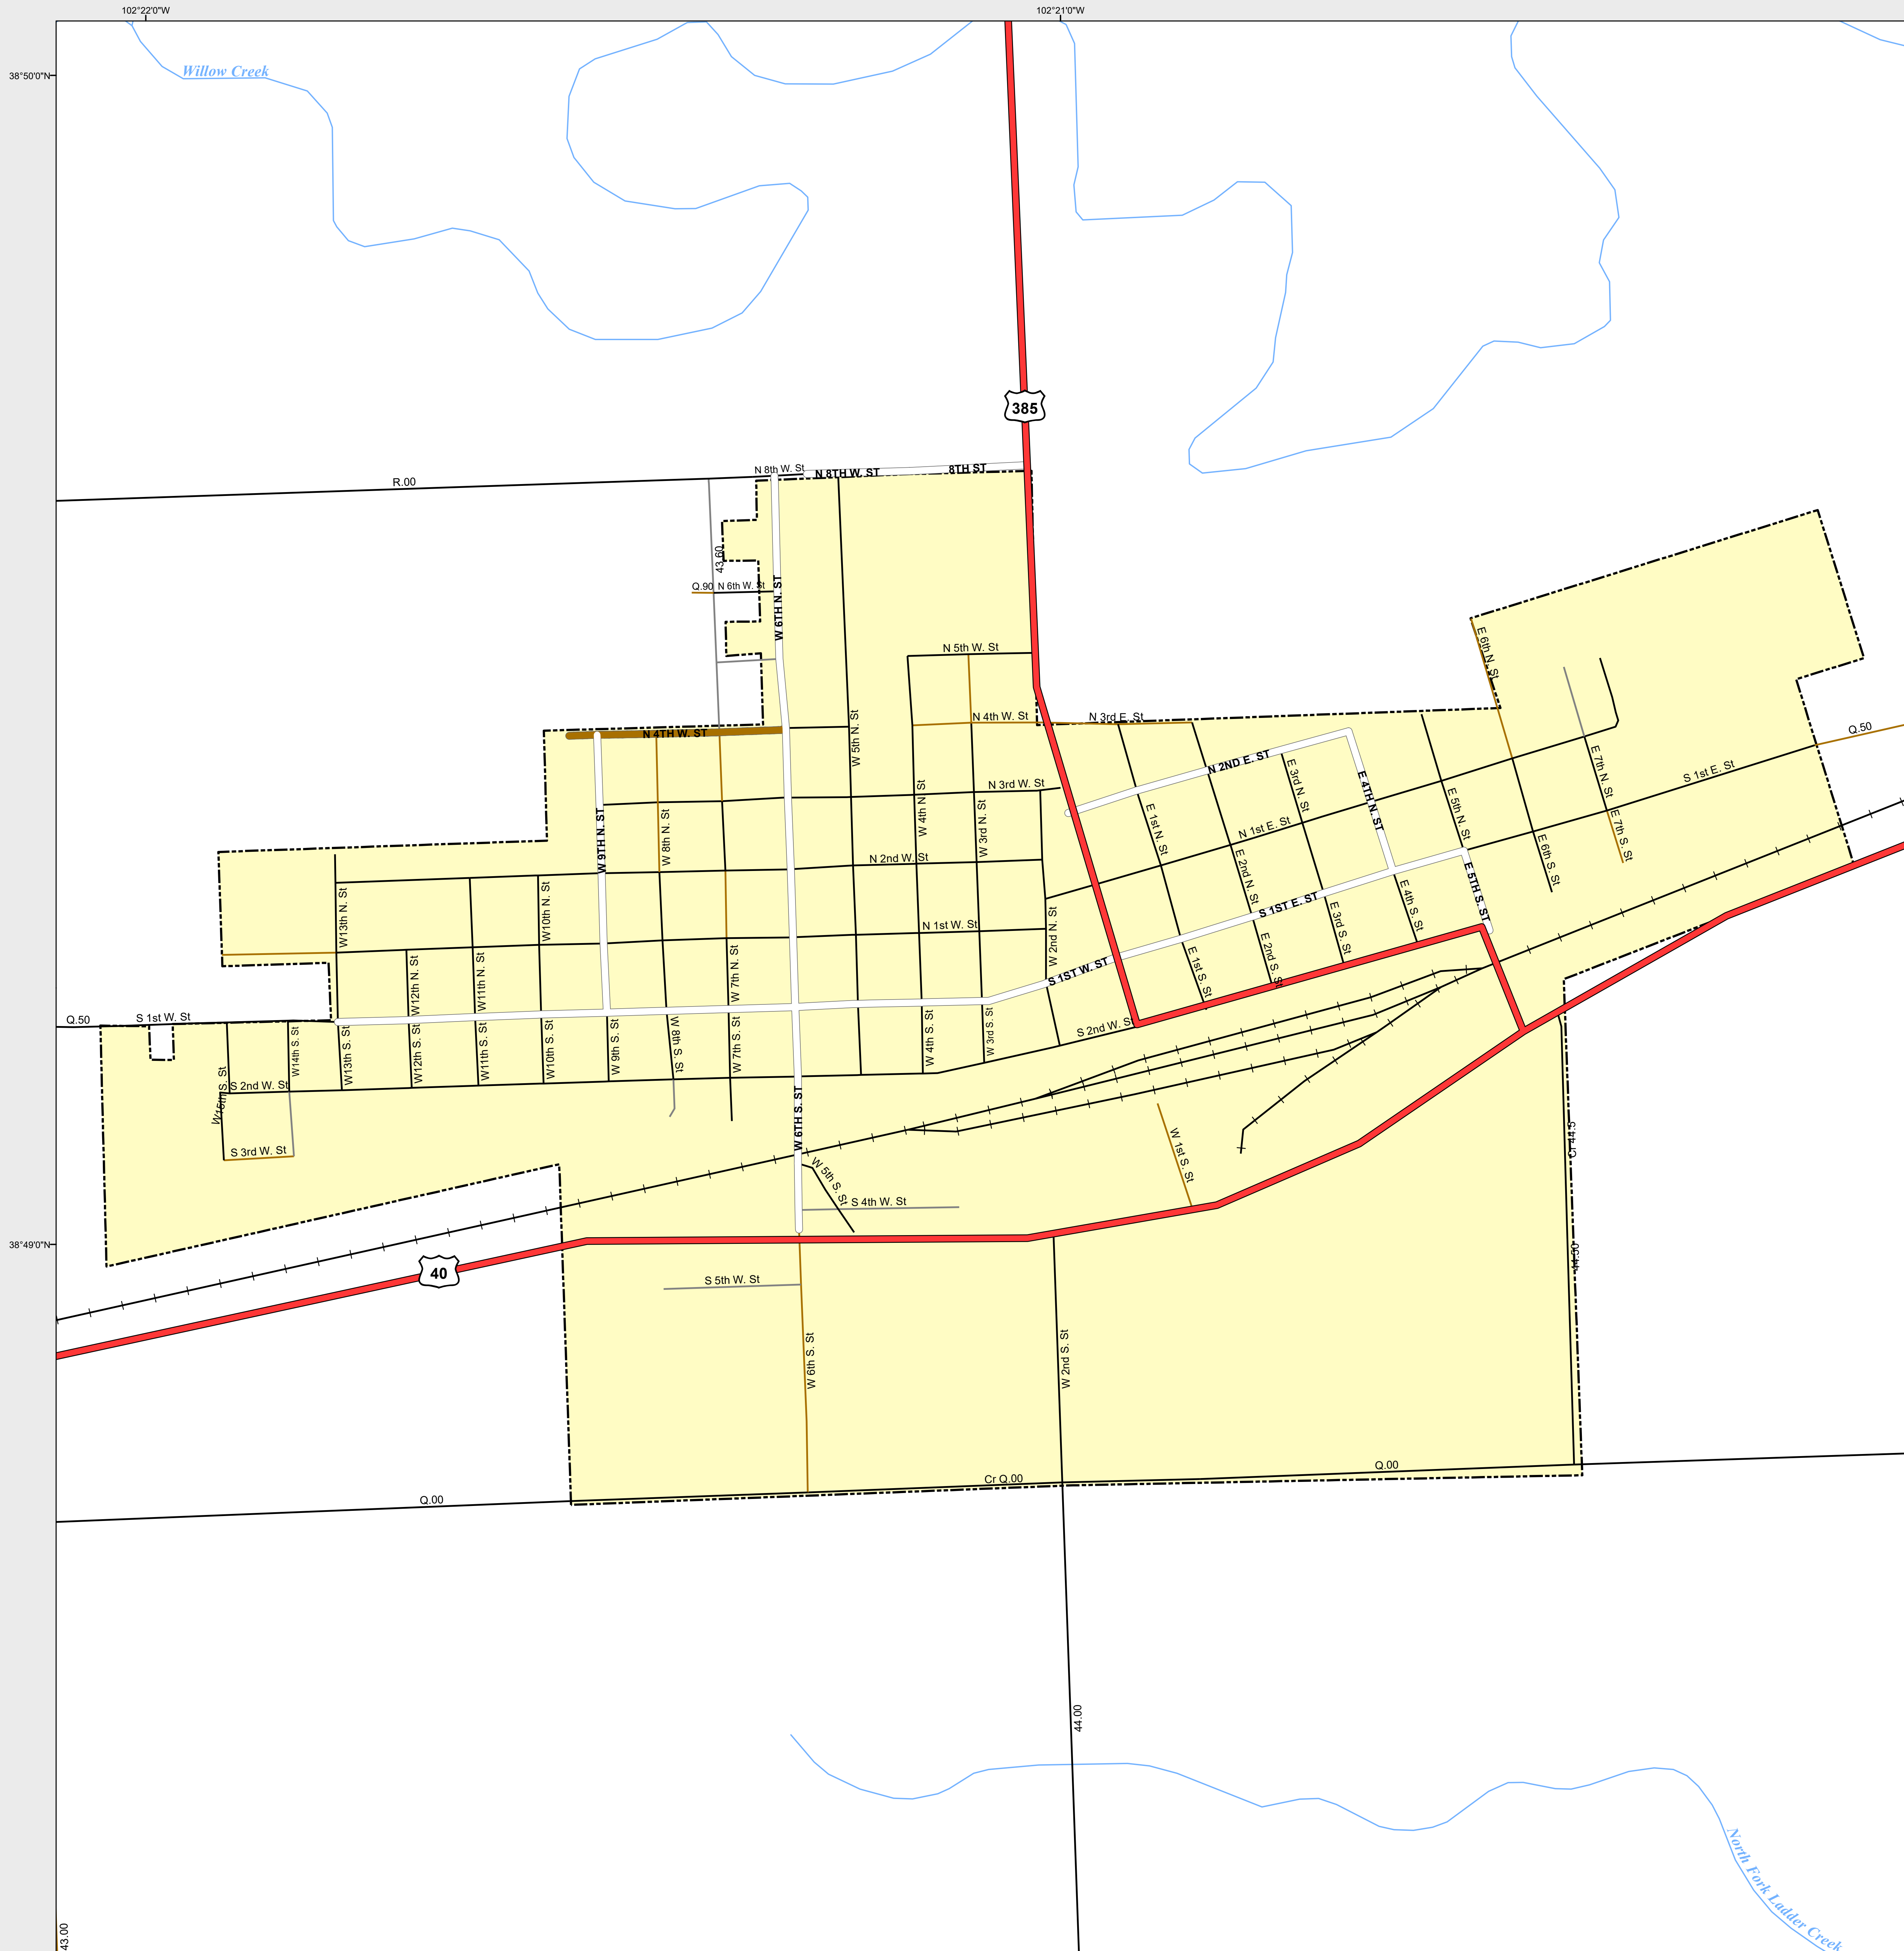 102°22'0"W
102°21'0"W
38°50'0"N
Willow Creek
385
R.00
N 8th W. St
N 8TH W. ST
8TH ST
43.60
Q.90
N 6th W. St
W 6TH N. ST
N 5th W. St
E 6th N. St
N 4th W. St
N 3rd E. St
N 4TH W. ST
W 5th N. St
Q.50
N 2ND E. ST
E 3rd N. St
E 4TH N. ST
E 7th N. St
S 1st E. St
N 3rd W. St
W 4th N. St
W 3rd N. St
E 1st N. St
N 1st E. St
E 5th N. St
E 7th S. St
W 9TH N. ST
W 8th N. St
N 2nd W. St
E 2nd N. St
E 6th S. St
W13th N. St
W10th N. St
N 1st W. St
W 2nd N. St
S 1ST E. ST
E 3rd S. St
E 4th S. St
E 5TH S. ST
W12th N. St
W11th N. St
W 7th N. St
S 1ST W. ST
E 1st S. St
E 2nd S. St
Q.50
S 1st W. St
W14th S. St
W13th S. St
W12th S. St
W11th S. St
W10th S. St
W 9th S. St
W 8th S. St
W 7th S. St
W 4th S. St
W 3rd S. St
S 2nd W. St
S 2nd W. St
W15th S. St
S 3rd W. St
W 6TH S. ST
W 5th S. St
W 1st S. St
Cr 44.5
S 4th W. St
38°49'0"N
40
44.50
S 5th W. St
W 6th S. St
W 2nd S. St
Q.00
Cr Q.00
Q.00
44.00
North Fork Ladder Creek
43.00